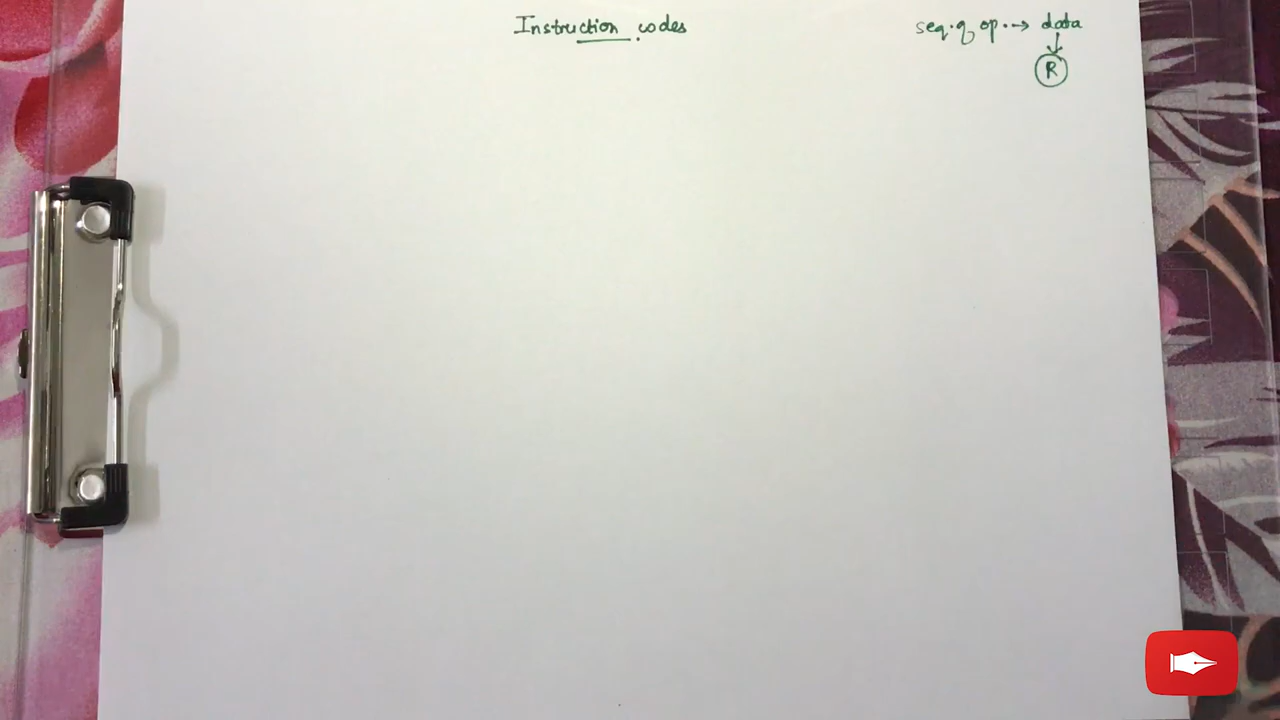 Instruction codes
seq. of op. → data
↓
R